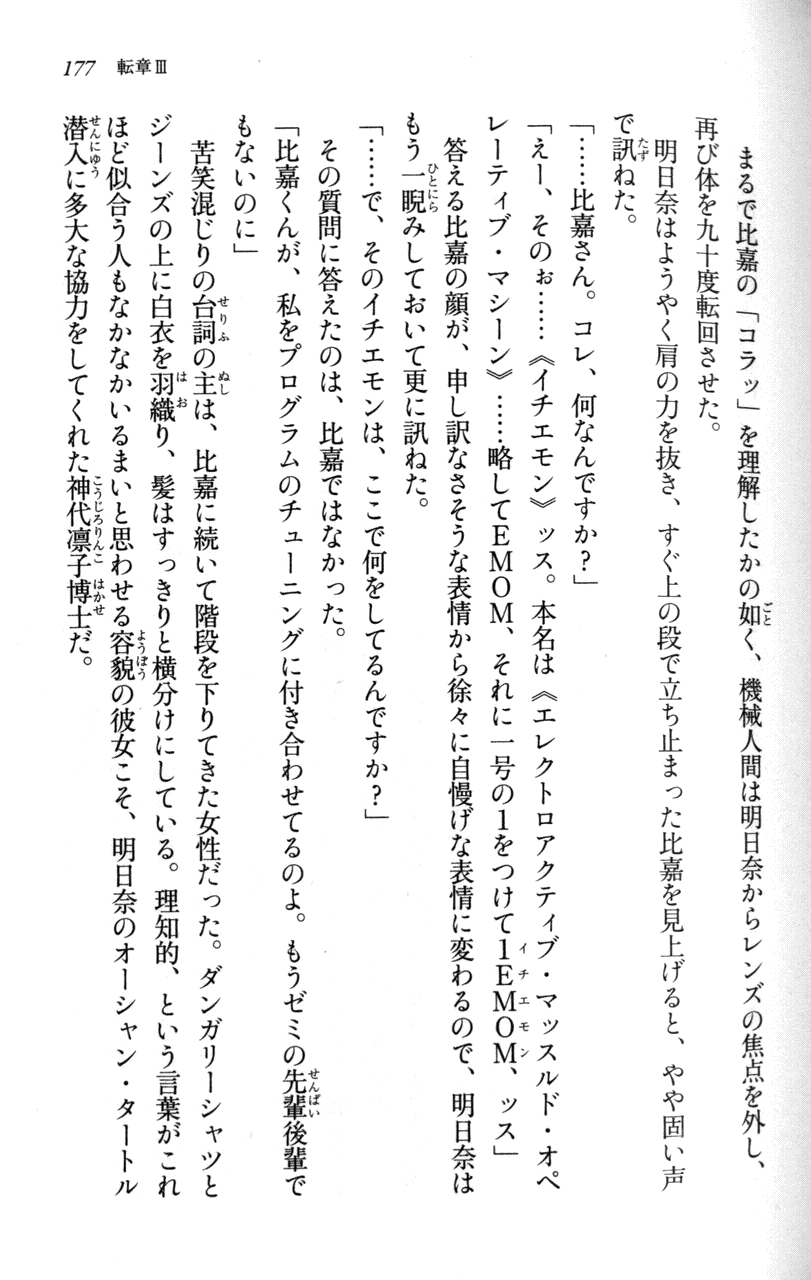 177 転章Ⅲ
まるで比嘉の「コラッ」を理解したかの如く、機械人間は明日奈からレンズの焦点を外し、
再び体を九十度転回させた。
明日奈はようやく肩の力を抜き、すぐ上の段で立ち止まった比嘉を見上げると、やや固い声
で訊ねた。
「……比嘉さん。コレ、何なんですか？」
「えー、そのぉ……《イチエモン》ッス。本名は《エレクトロアクティブ・マッスルド・オペ
レーティブ・マシーン》……略してEMOM、それに一号の1をつけて1EMOM、ッス」
答える比嘉の顔が、申し訳なさそうな表情から徐々に自慢げな表情に変わるので、明日奈は
もう一睨みしておいて更に訊ねた。
「……で、そのイチエモンは、ここで何をしてるんですか？」
その質問に答えたのは、比嘉ではなかった。
「比嘉くんが、私をプログラムのチューニングに付き合わせてるのよ。もうゼミの先輩後輩で
もないのに」
苦笑混じりの台詞の主は、比嘉に続いて階段を下りてきた女性だった。ダンガリーシャツと
ジーンズの上に白衣を羽織り、髪はすっきりと横分けにしている。理知的、という言葉がこれ
ほど似合う人もなかなかいるまいと思わせる容貌の彼女こそ、明日奈のオーシャン・タートル
潜入に多大な協力をしてくれた神代凛子博士だ。